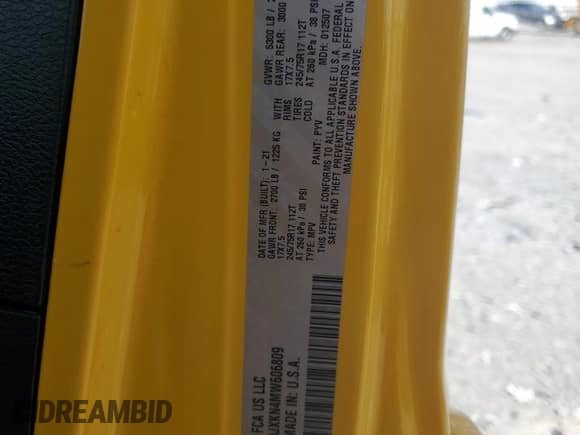 FCA US LLC
DATE OF MFR (BUILT): 1-21 GVWR: 5300 LB /
GAWR FRONT: 2700 LB / 1225 KG WITH GAWR REAR: 3000
17X7.5 RIMS 17X7.5
245/75R17 112T TIRES 245/75R17 112T
AT 260 kPa / 38 PSI COLD AT 260 kPa / 38 PSI
TYPE: MPV PAINT: PYV MDH: 012507
THIS VEHICLE CONFORMS TO ALL APPLICABLE U.S.A. FEDERAL
SAFETY AND THEFT PREVENTION STANDARDS IN EFFECT ON
MANUFACTURE SHOWN ABOVE.
JXKN4MW606809
MADE IN: U.S.A.
DREAMBID